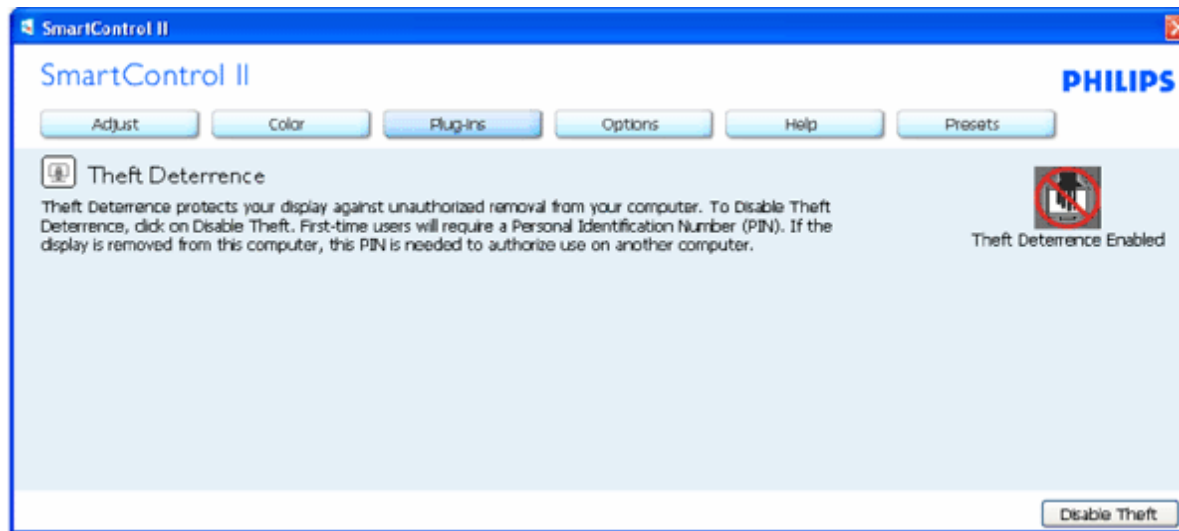 SmartControl II
SmartControl II
PHILIPS
Adjust Color Plug-Ins Options Help Presets
Theft Deterrence
Theft Deterrence protects your display against unauthorized removal from your computer. To Disable Theft
Deterrence, click on Disable Theft. First-time users will require a Personal Identification Number (PIN). If the
display is removed from this computer, this PIN is needed to authorize use on another computer.
Theft Deterrence Enabled
Disable Theft